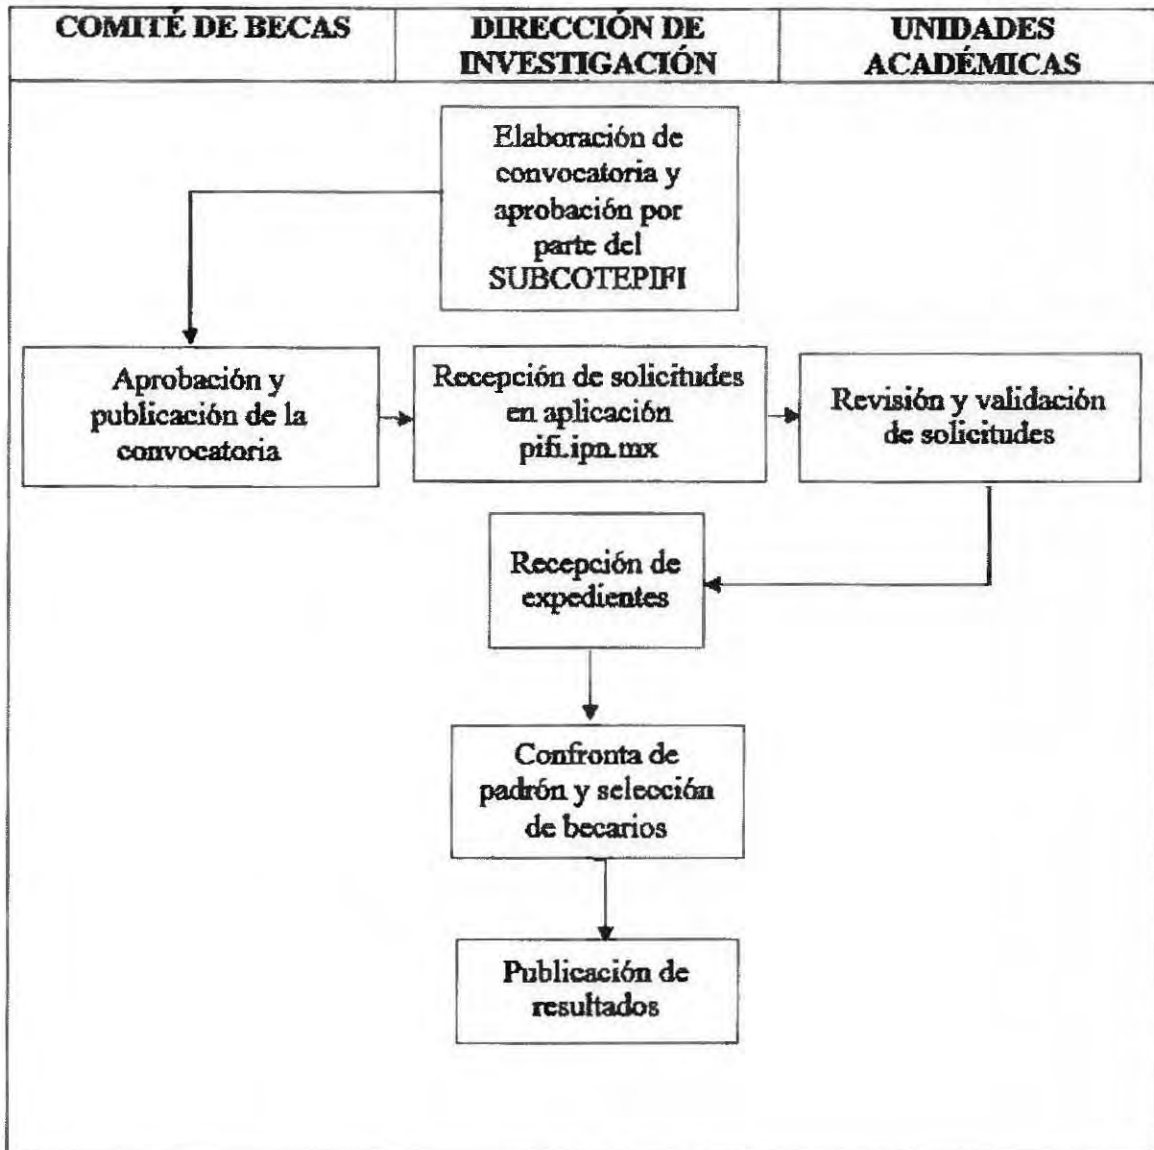 COMITÉ DE BECAS
DIRECCIÓN DE
INVESTIGACIÓN
UNIDADES
ACADÉMICAS
Elaboración de
convocatoria y
aprobación por
parte del
SUBCOTEPIFI
Aprobación y
publicación de la
convocatoria
Recepción de solicitudes
en aplicación
pifi.ipn.mx
Revisión y validación
de solicitudes
Recepción de
expedientes
Confronta de
padrón y selección
de becarios
Publicación de
resultados